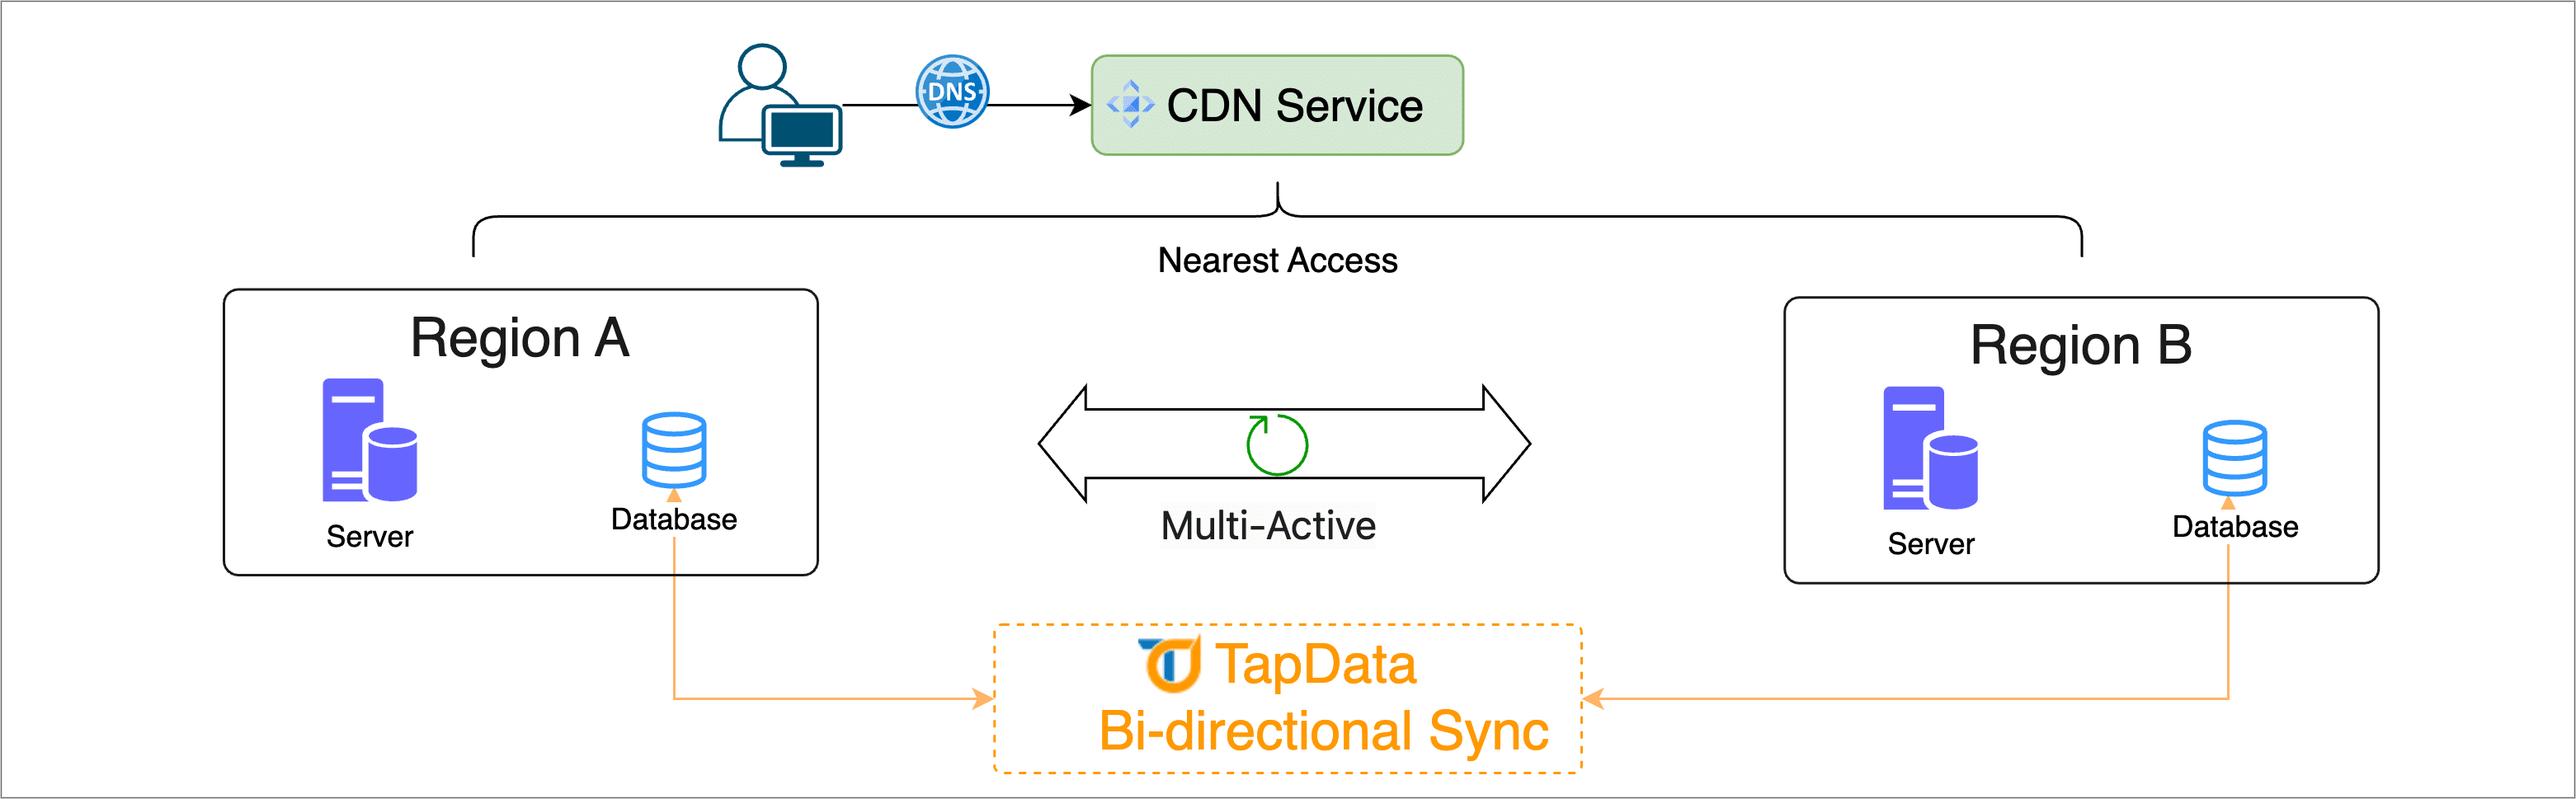 DNS
CDN Service
Nearest Access
Region A
Region B
Server
Database
Multi-Active
Server
Database
TapData
Bi-directional Sync